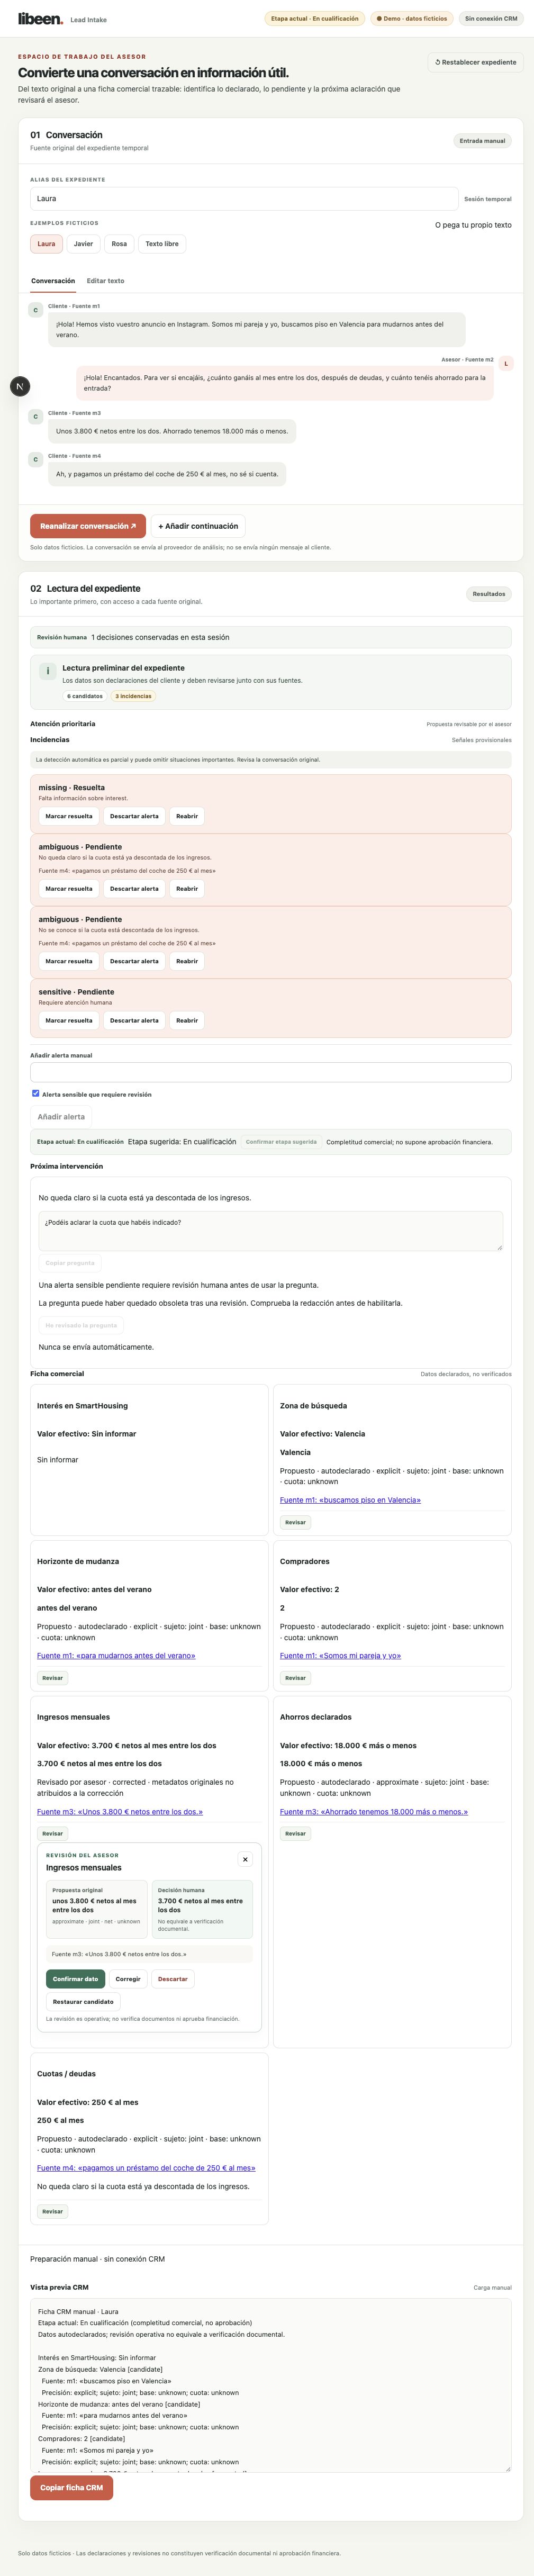 libeen. Lead Intake
Etapa actual · En cualificación
Demo · datos ficticios
Sin conexión CRM
ESPACIO DE TRABAJO DEL ASESOR
Convierte una conversación en información útil.
Del texto original a una ficha comercial trazable: identifica lo declarado, lo pendiente y la próxima aclaración que
revisará el asesor.
↺ Restablecer expediente
01 Conversación
Fuente original del expediente temporal
Entrada manual
ALIAS DEL EXPEDIENTE
Laura
Sesión temporal
EJEMPLOS FICTICIOS
O pega tu propio texto
Laura
Javier
Rosa
Texto libre
Conversación
Editar texto
C
Cliente · Fuente m1
¡Hola! Hemos visto vuestro anuncio en Instagram. Somos mi pareja y yo, buscamos piso en Valencia para mudarnos antes del
verano.
Asesor · Fuente m2
L
¡Hola! Encantados. Para ver si encajáis, ¿cuánto ganáis al mes entre los dos, después de deudas, y cuánto tenéis ahorrado para la
entrada?
N
C
Cliente · Fuente m3
Unos 3.800 € netos entre los dos. Ahorrado tenemos 18.000 más o menos.
C
Cliente · Fuente m4
Ah, y pagamos un préstamo del coche de 250 € al mes, no sé si cuenta.
Reanalizar conversación ↗
+ Añadir continuación
Solo datos ficticios. La conversación se envía al proveedor de análisis; no se envía ningún mensaje al cliente.
02 Lectura del expediente
Lo importante primero, con acceso a cada fuente original.
Resultados
Revisión humana 1 decisiones conservadas en esta sesión
i
Lectura preliminar del expediente
Los datos son declaraciones del cliente y deben revisarse junto con sus fuentes.
6 candidatos
3 incidencias
Atención prioritaria
Propuesta revisable por el asesor
Incidencias
Señales provisionales
La detección automática es parcial y puede omitir situaciones importantes. Revisa la conversación original.
missing · Resuelta
Falta información sobre interest.
Marcar resuelta
Descartar alerta
Reabrir
ambiguous · Pendiente
No queda claro si la cuota está ya descontada de los ingresos.
Fuente m4: «pagamos un préstamo del coche de 250 € al mes»
Marcar resuelta
Descartar alerta
Reabrir
ambiguous · Pendiente
No se conoce si la cuota está descontada de los ingresos.
Fuente m4: «pagamos un préstamo del coche de 250 € al mes»
Marcar resuelta
Descartar alerta
Reabrir
sensitive · Pendiente
Requiere atención humana
Marcar resuelta
Descartar alerta
Reabrir
Añadir alerta manual
Alerta sensible que requiere revisión
Añadir alerta
Etapa actual: En cualificación Etapa sugerida: En cualificación
Confirmar etapa sugerida
Completitud comercial; no supone aprobación financiera.
Próxima intervención
No queda claro si la cuota está ya descontada de los ingresos.
¿Podéis aclarar la cuota que habéis indicado?
Copiar pregunta
Una alerta sensible pendiente requiere revisión humana antes de usar la pregunta.
La pregunta puede haber quedado obsoleta tras una revisión. Comprueba la redacción antes de habilitarla.
He revisado la pregunta
Nunca se envía automáticamente.
Ficha comercial
Datos declarados, no verificados
Interés en SmartHousing
Valor efectivo: Sin informar
Sin informar
Zona de búsqueda
Valor efectivo: Valencia
Valencia
Propuesto · autodeclarado · explicit · sujeto: joint · base: unknown
· cuota: unknown
Fuente m1: «buscamos piso en Valencia»
Revisar
Horizonte de mudanza
Valor efectivo: antes del verano
antes del verano
Propuesto · autodeclarado · explicit · sujeto: joint · base: unknown
· cuota: unknown
Fuente m1: «para mudarnos antes del verano»
Revisar
Compradores
Valor efectivo: 2
2
Propuesto · autodeclarado · explicit · sujeto: joint · base: unknown
· cuota: unknown
Fuente m1: «Somos mi pareja y yo»
Revisar
Ingresos mensuales
Valor efectivo: 3.700 € netos al mes entre los dos
3.700 € netos al mes entre los dos
Revisado por asesor · corrected · metadatos originales no
atribuidos a la corrección
Fuente m3: «Unos 3.800 € netos entre los dos.»
Revisar
REVISIÓN DEL ASESOR
Ingresos mensuales
✕
Propuesta original
unos 3.800 € netos al mes
entre los dos
approximate · joint · net · unknown
Decisión humana
3.700 € netos al mes entre
los dos
No equivale a verificación
documental.
Fuente m3: «Unos 3.800 € netos entre los dos.»
Confirmar dato
Corregir
Descartar
Restaurar candidato
La revisión es operativa; no verifica documentos ni aprueba financiación.
Ahorros declarados
Valor efectivo: 18.000 € más o menos
18.000 € más o menos
Propuesto · autodeclarado · approximate · sujeto: joint · base:
unknown · cuota: unknown
Fuente m3: «Ahorrado tenemos 18.000 más o menos.»
Revisar
Cuotas / deudas
Valor efectivo: 250 € al mes
250 € al mes
Propuesto · autodeclarado · explicit · sujeto: joint · base: unknown
· cuota: unknown
Fuente m4: «pagamos un préstamo del coche de 250 € al mes»
No queda claro si la cuota está ya descontada de los ingresos.
Revisar
Preparación manual · sin conexión CRM
Vista previa CRM
Carga manual
Ficha CRM manual · Laura
Etapa actual: En cualificación (completitud comercial, no aprobación)
Datos autodeclarados; revisión operativa no equivale a verificación documental.
Interés en SmartHousing: Sin informar
Zona de búsqueda: Valencia [candidate]
Fuente: m1: «buscamos piso en Valencia»
Precisión: explicit; sujeto: joint; base: unknown; cuota: unknown
Horizonte de mudanza: antes del verano [candidate]
Fuente: m1: «para mudarnos antes del verano»
Precisión: explicit; sujeto: joint; base: unknown; cuota: unknown
Compradores: 2 [candidate]
Fuente: m1: «Somos mi pareja y yo»
Precisión: explicit; sujeto: joint; base: unknown; cuota: unknown
Copiar ficha CRM
Solo datos ficticios · Las declaraciones y revisiones no constituyen verificación documental ni aprobación financiera.